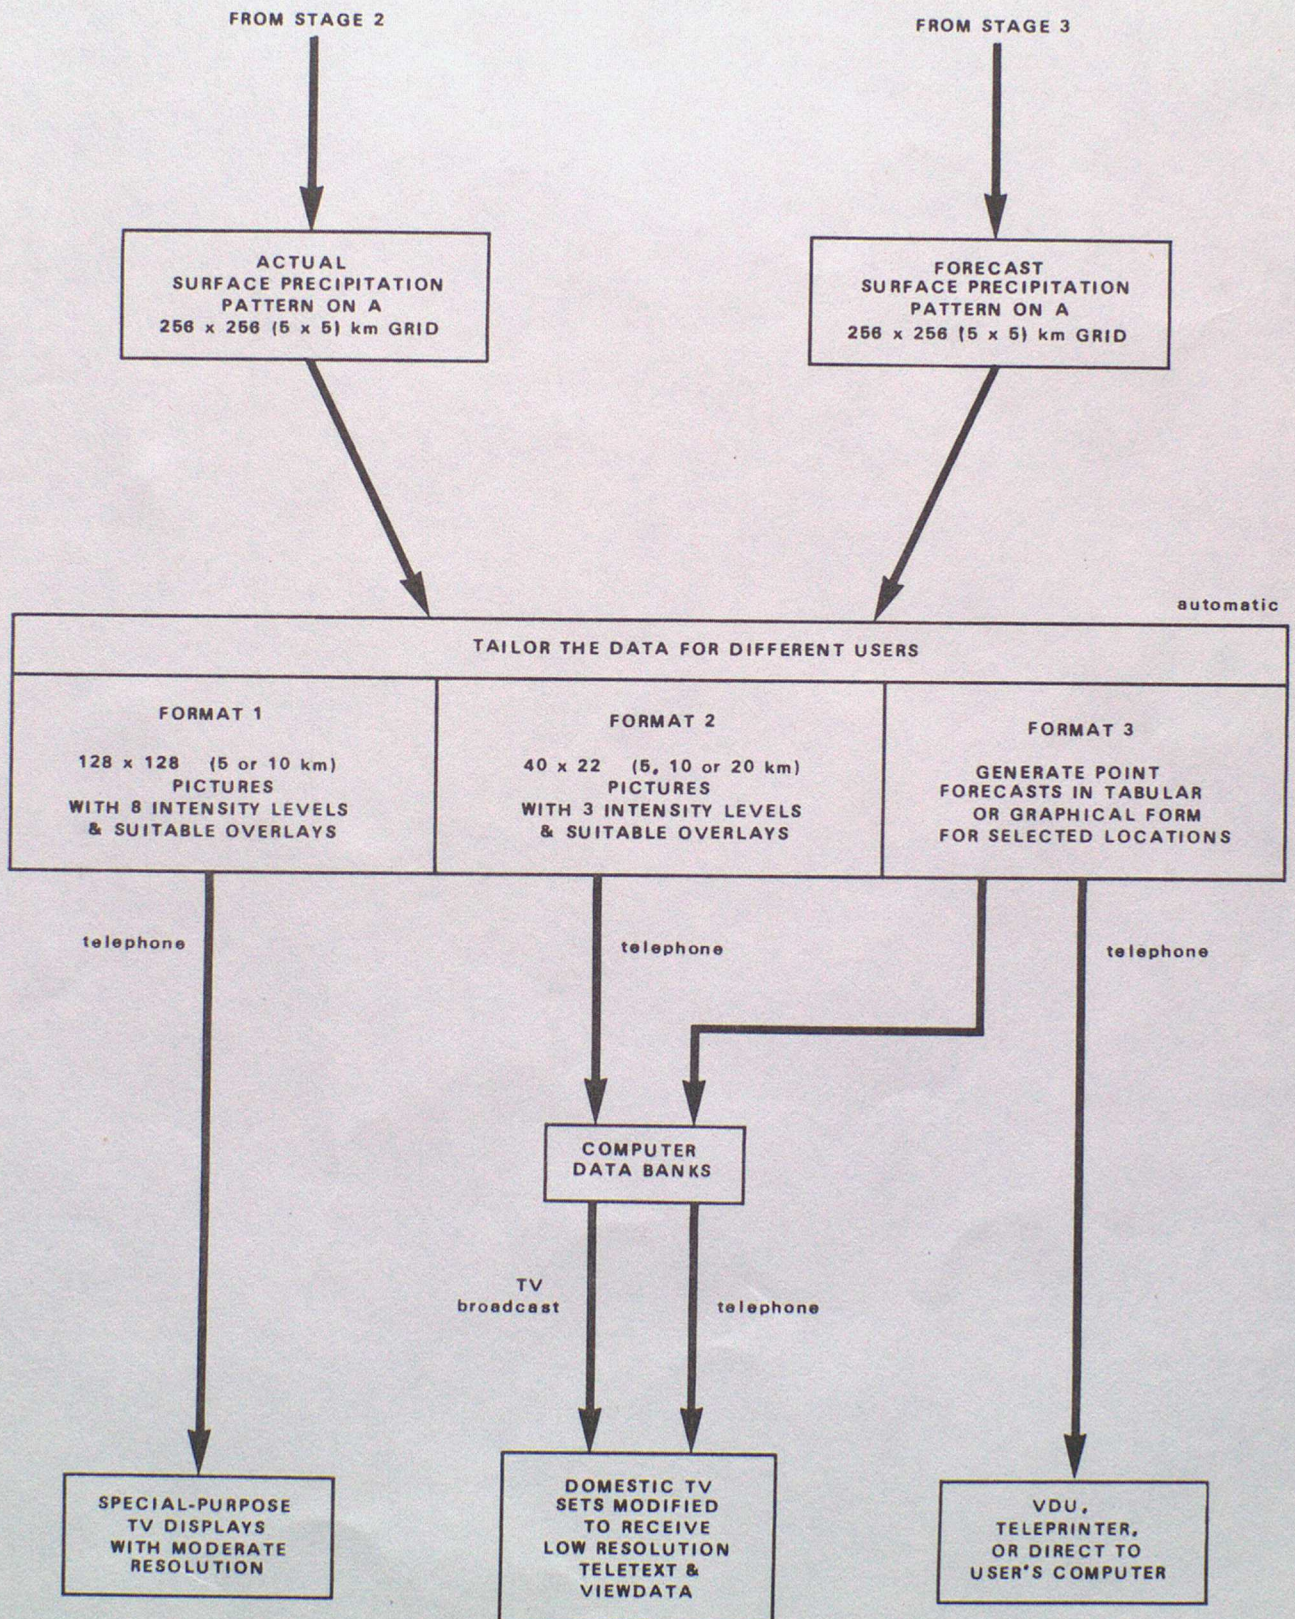 FROM STAGE 2
FROM STAGE 3
ACTUAL
SURFACE PRECIPITATION
PATTERN ON A
256 x 256 (5 x 5) km GRID
FORECAST
SURFACE PRECIPITATION
PATTERN ON A
256 x 256 (5 x 5) km GRID
automatic
TAILOR THE DATA FOR DIFFERENT USERS
FORMAT 1
128 x 128 (5 or 10 km)
PICTURES
WITH 8 INTENSITY LEVELS
& SUITABLE OVERLAYS
FORMAT 2
40 x 22 (5, 10 or 20 km)
PICTURES
WITH 3 INTENSITY LEVELS
& SUITABLE OVERLAYS
FORMAT 3
GENERATE POINT
FORECASTS IN TABULAR
OR GRAPHICAL FORM
FOR SELECTED LOCATIONS
telephone
telephone
telephone
COMPUTER
DATA BANKS
TV
broadcast
telephone
SPECIAL-PURPOSE
TV DISPLAYS
WITH MODERATE
RESOLUTION
DOMESTIC TV
SETS MODIFIED
TO RECEIVE
LOW RESOLUTION
TELETEXT &
VIEWDATA
VDU,
TELEPRINTER,
OR DIRECT TO
USER'S COMPUTER